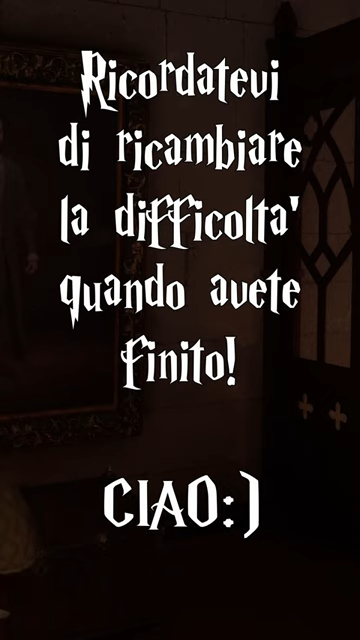 Ricordatevi
di ricambiare
la difficolta'
quando avete
finito!
CIAO:)